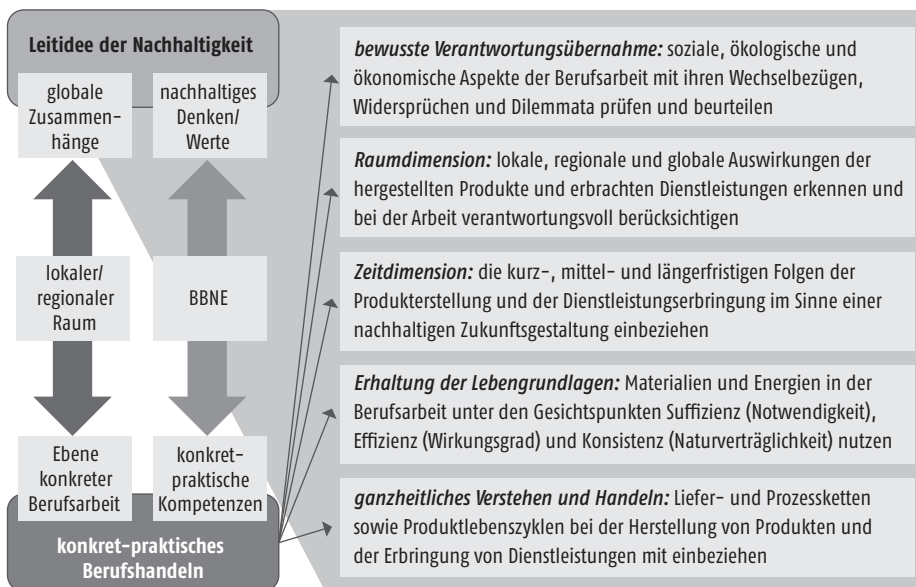 Leitidee der Nachhaltigkeit
globale
Zusammen-
hänge
nachhaltiges
Denken/
Werte
lokaler/
regionaler
Raum
BBNE
Ebene
konkreter
Berufsarbeit
konkret-
praktische
Kompetenzen
konkret-praktisches
Berufshandeln
bewusste Verantwortungsübernahme: soziale, ökologische und
ökonomische Aspekte der Berufsarbeit mit ihren Wechselbezügen,
Widersprüchen und Dilemmata prüfen und beurteilen
Raumdimension: lokale, regionale und globale Auswirkungen der
hergestellten Produkte und erbrachten Dienstleistungen erkennen und
bei der Arbeit verantwortungsvoll berücksichtigen
Zeitdimension: die kurz-, mittel- und längerfristigen Folgen der
Produkterstellung und der Dienstleistungserbringung im Sinne einer
nachhaltigen Zukunftsgestaltung einbeziehen
Erhaltung der Lebengrundlagen: Materialien und Energien in der
Berufsarbeit unter den Gesichtspunkten Suffizienz (Notwendigkeit),
Effizienz (Wirkungsgrad) und Konsistenz (Naturverträglichkeit) nutzen
ganzheitliches Verstehen und Handeln: Liefer- und Prozessketten
sowie Produktlebenszyklen bei der Herstellung von Produkten und
der Erbringung von Dienstleistungen mit einbeziehen